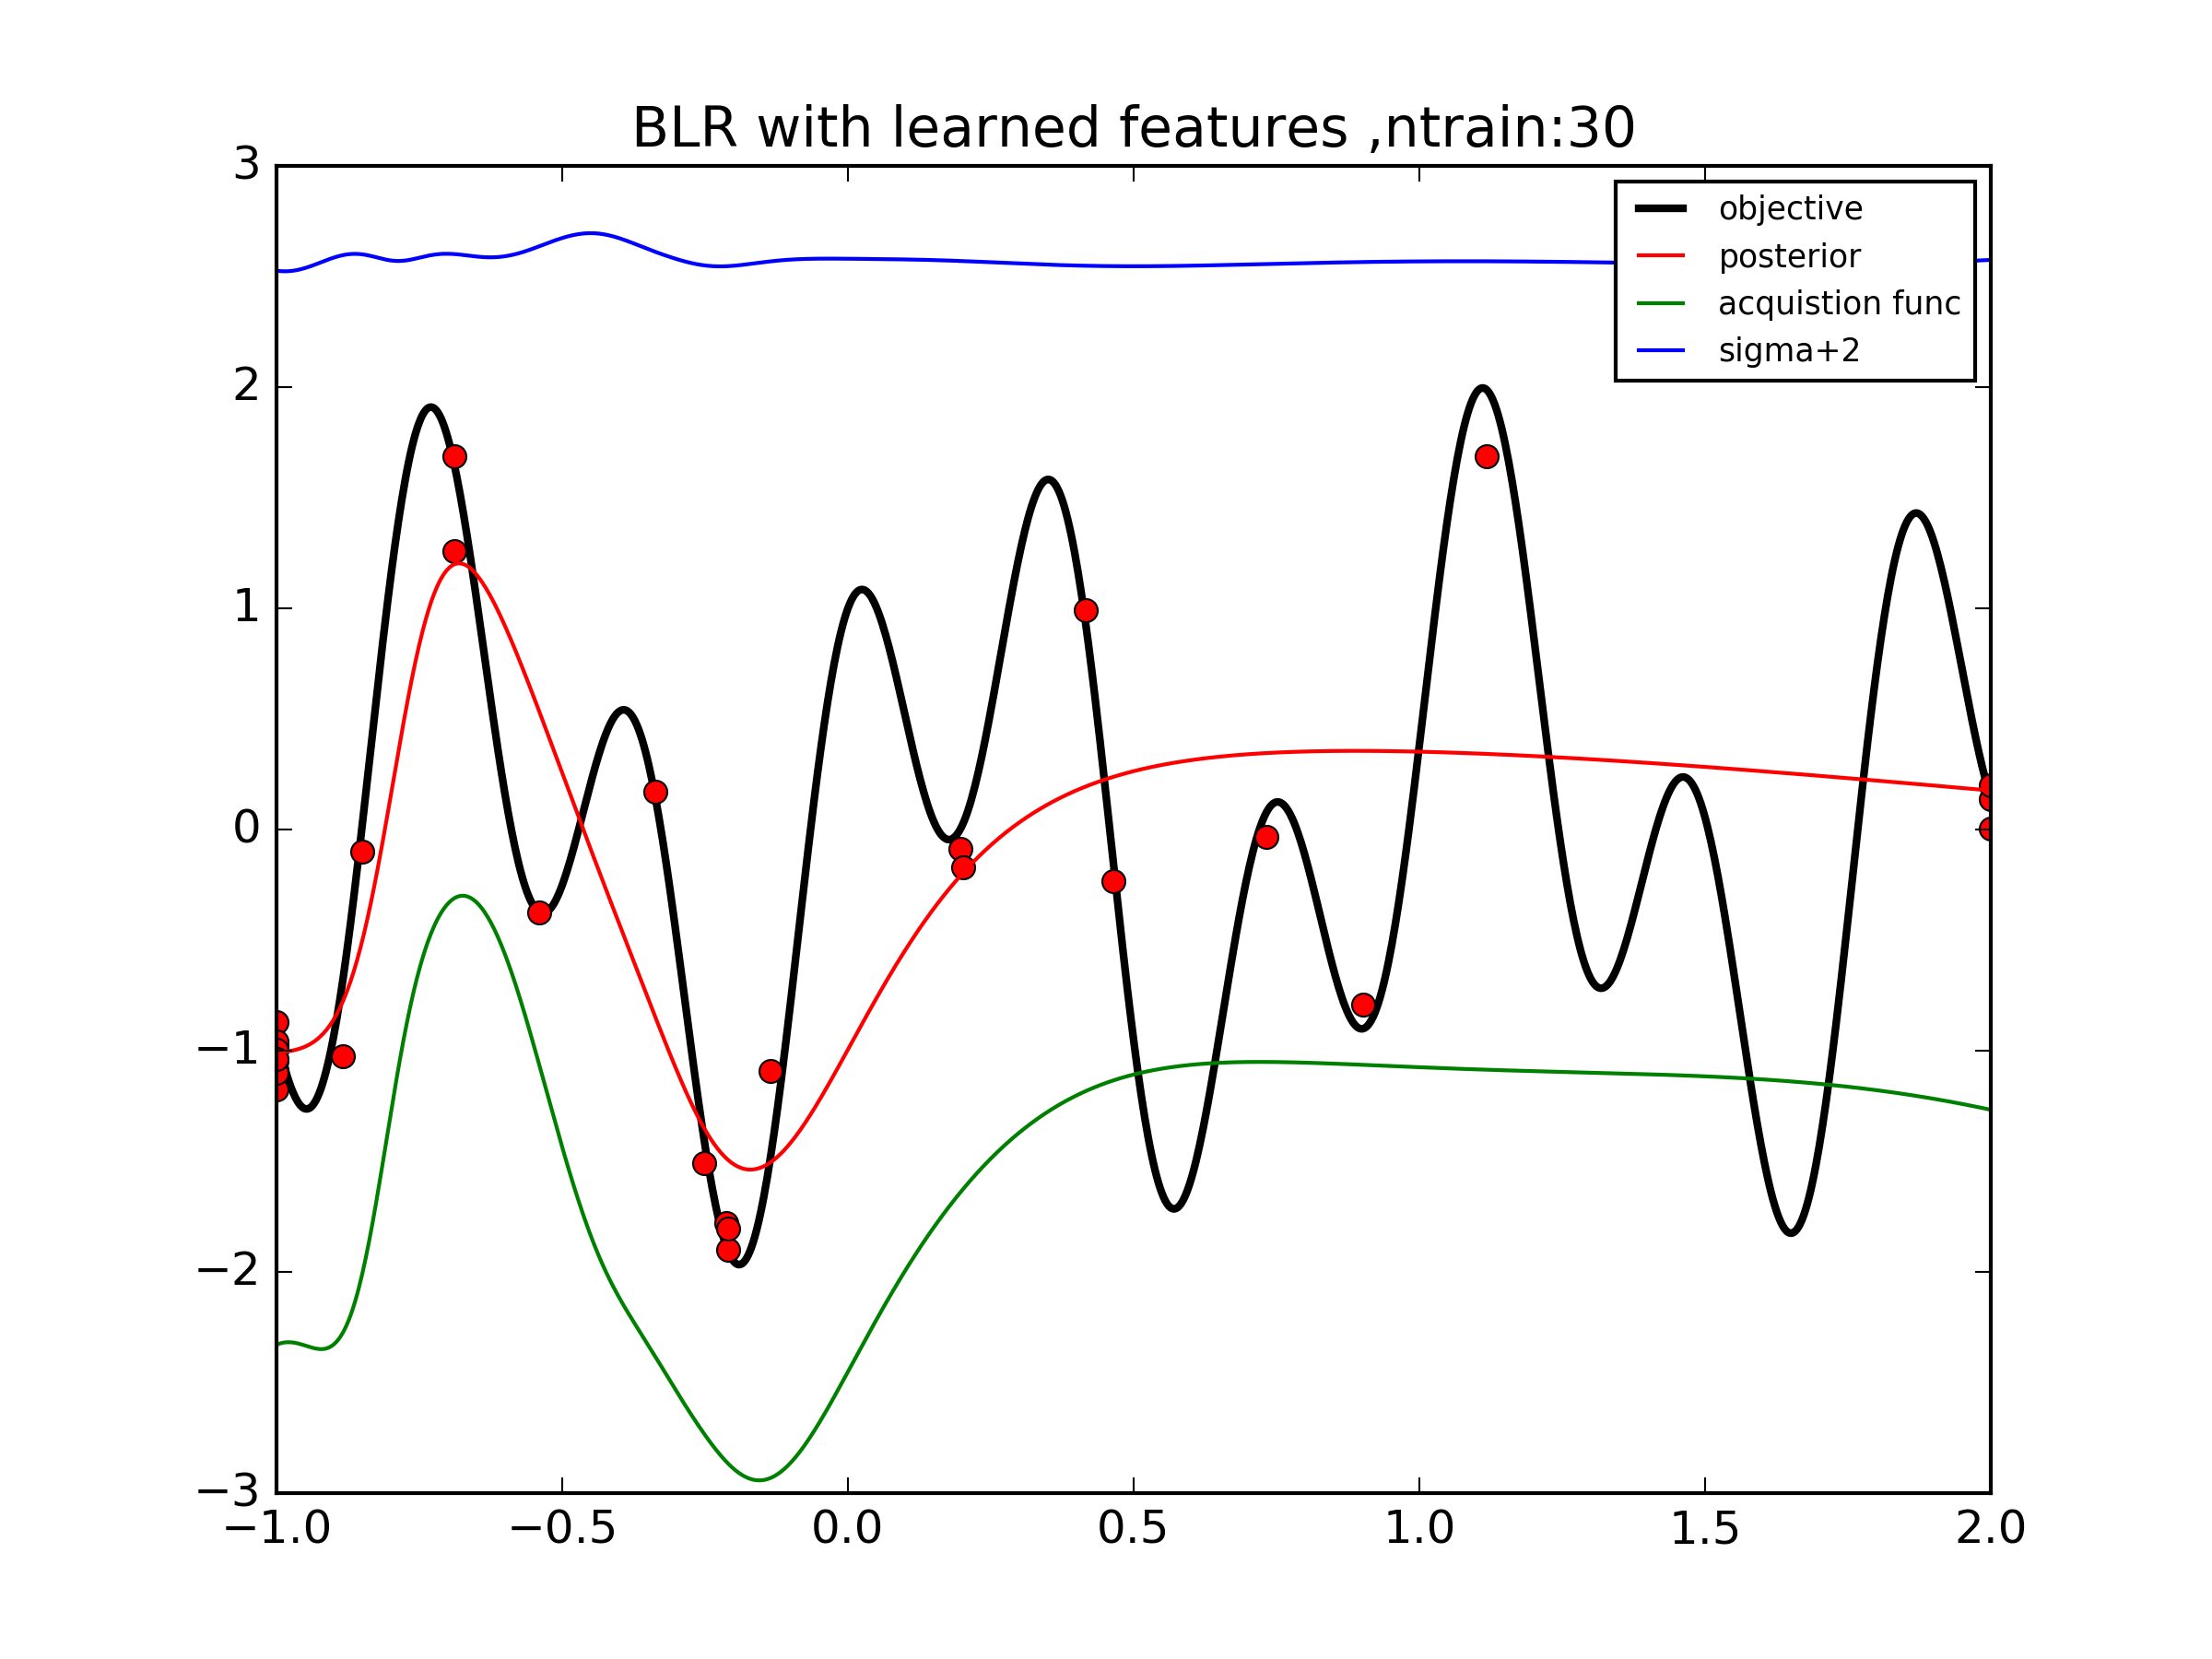 BLR with learned features ,ntrain:30
3
2
1
0
−1
−2
−3
−1.0 −0.5 0.0 0.5 1.0 1.5 2.0
objective
posterior
acquistion func
sigma+2